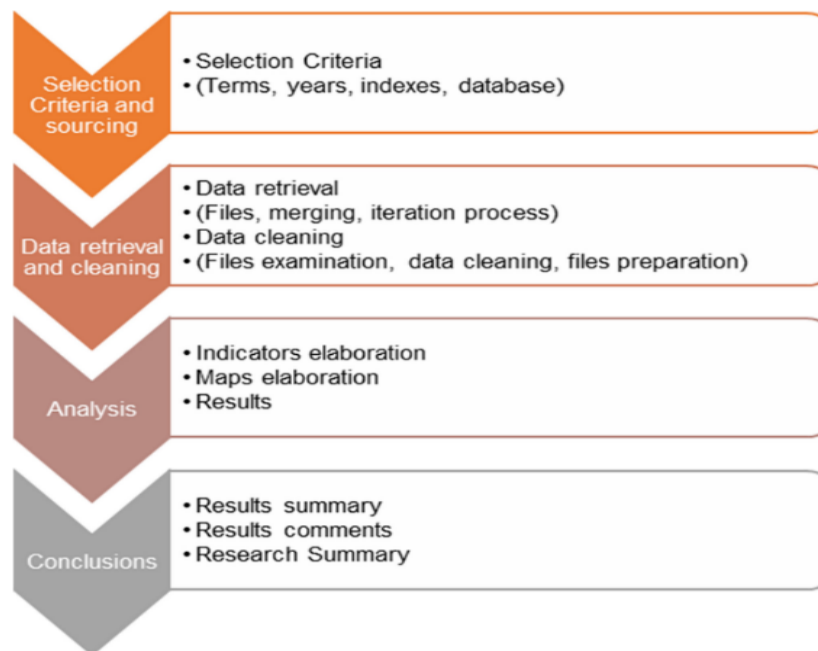 Selection
Criteria and
sourcing
• Selection Criteria
• (Terms, years, indexes, database)
Data retrieval
and cleaning
• Data retrieval
• (Files, merging, iteration process)
• Data cleaning
• (Files examination, data cleaning, files preparation)
Analysis
• Indicators elaboration
• Maps elaboration
• Results
Conclusions
• Results summary
• Results comments
• Research Summary